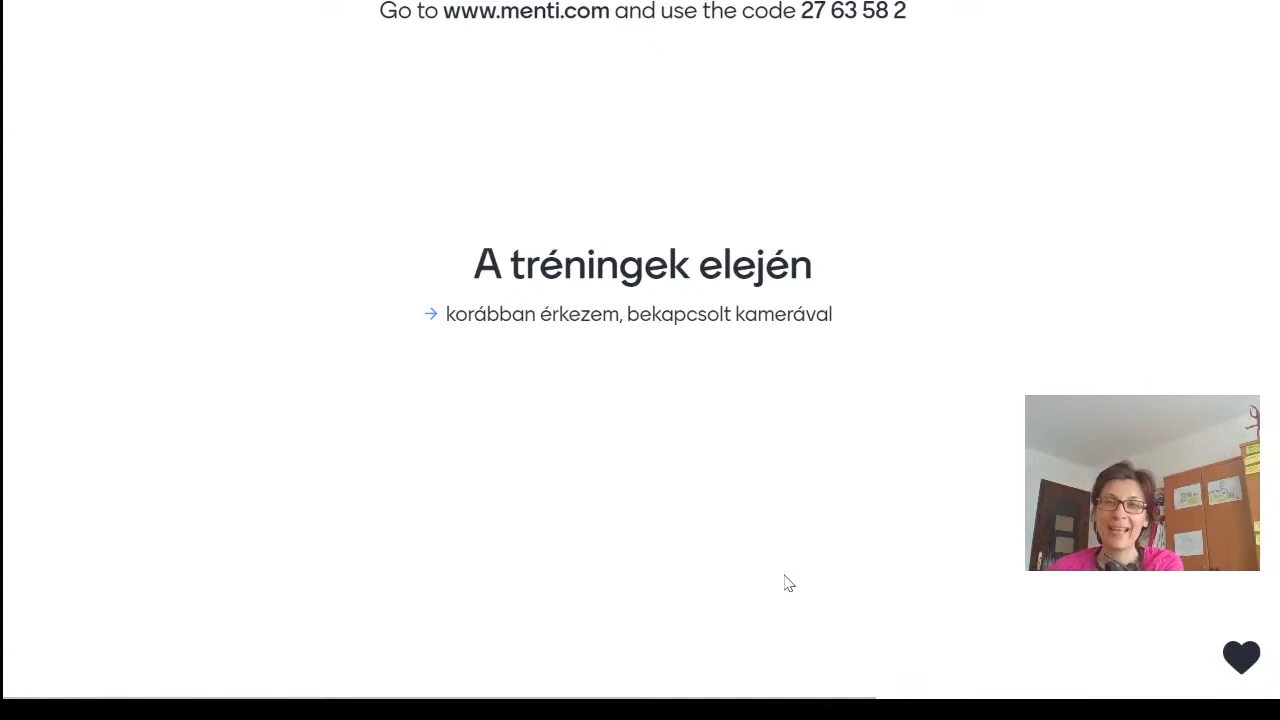 Go to www.menti.com and use the code 27 63 58 2
A tréningek elején
→ korábban érkezem, bekapcsolt kamerával